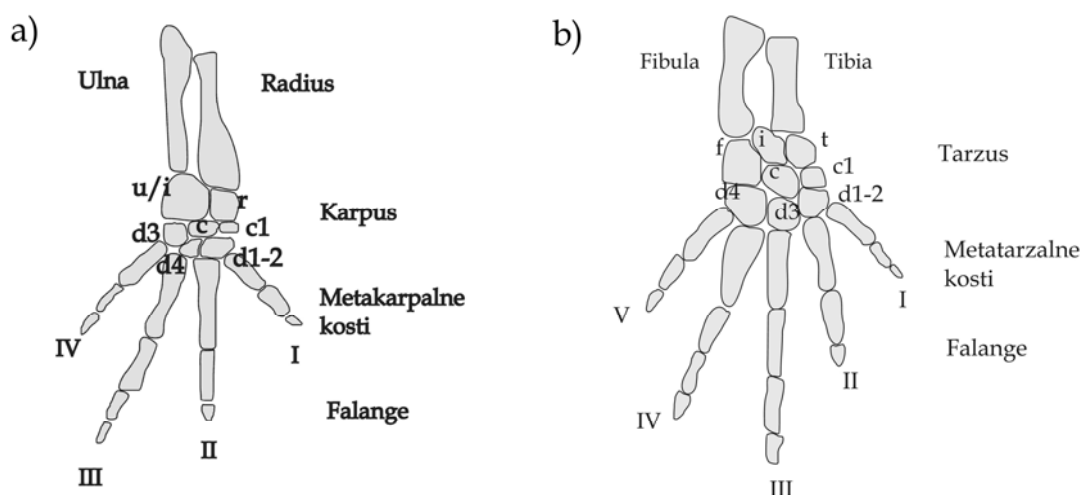 a)
Ulna
Radius
u/i
r
Karpus
c
c1
d3
d4
d1-2
Metakarpalne
kosti
IV
I
Falange
II
III
b)
Fibula
Tibia
f
i
t
Tarzus
c
c1
d4
d3
d1-2
Metatarzalne
kosti
V
I
Falange
II
IV
III